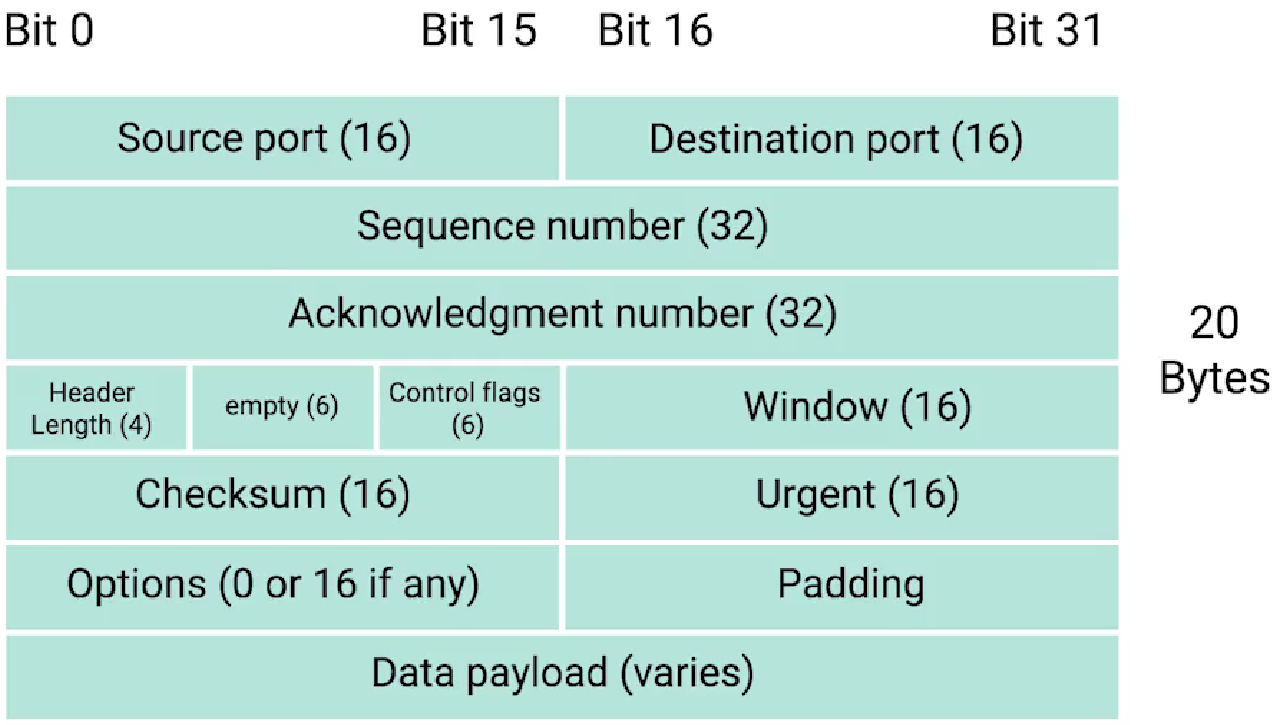 Bit 0 Bit 15 Bit 16 Bit 31
Source port (16) Destination port (16)
Sequence number (32)
Acknowledgment number (32)
20
Bytes
Header
Length (4)
empty (6)
Control flags
(6)
Window (16)
Checksum (16) Urgent (16)
Options (0 or 16 if any) Padding
Data payload (varies)